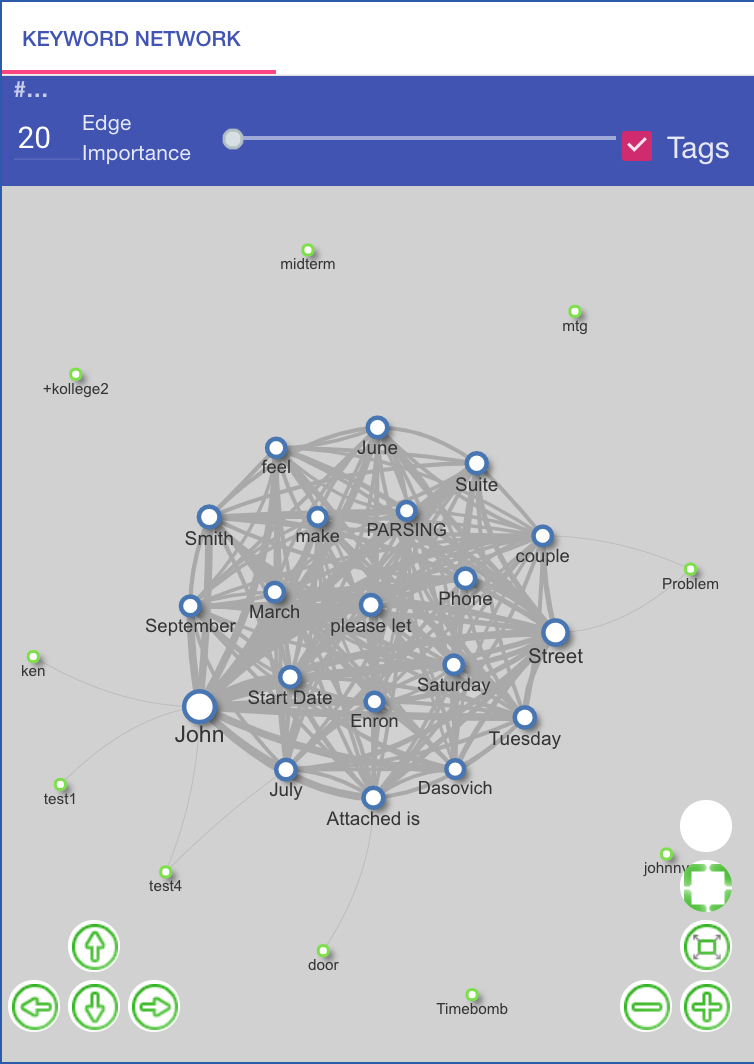 KEYWORD NETWORK
#...
20
Edge
Importance
Tags
midterm
mtg
+kollege2
June
feel
Suite
Smith
make
PARSING
couple
Problem
March
Phone
September
please let
Street
ken
Start Date
Saturday
John
Enron
Tuesday
July
Dasovich
test1
Attached is
johnny
test4
door
Timebomb